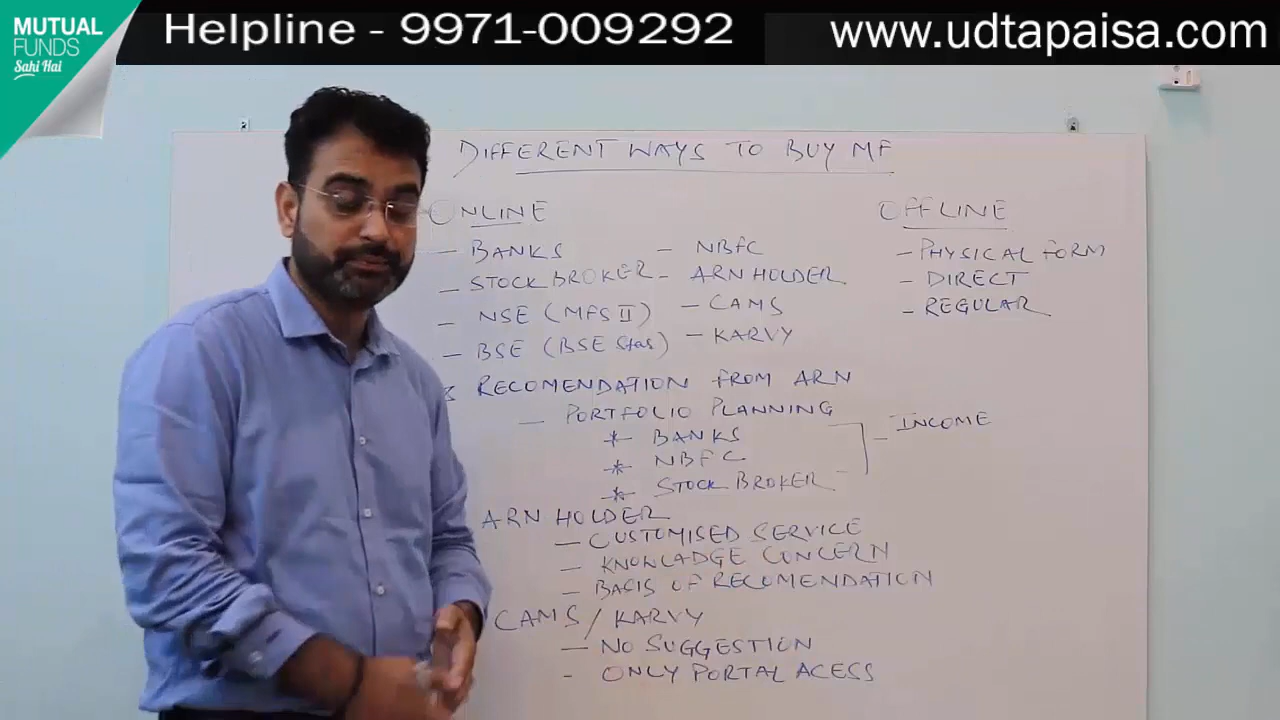 MUTUAL
FUNDS
Sahi Hai
Helpline - 9971-009292
www.udtapaisa.com
DIFFERENT WAYS TO BUY MF
ONLINE
- BANKS
- STOCK BROKER
- NSE (MFS II)
- BSE (BSE Star)
- NBFC
- ARN HOLDER
- CAMS
- KARVY
OFFLINE
- PHYSICAL FORM
- DIRECT
- REGULAR
RECOMENDATION FROM ARN
- PORTFOLIO PLANNING
* BANKS
* NBFC
* STOCK BROKER
- INCOME
ARN HOLDER
- CUSTOMISED SERVICE
- KNOWLADGE CONCERN
- BASIS OF RECOMENDATION
CAMS / KARVY
- NO SUGGESTION
- ONLY PORTAL ACESS